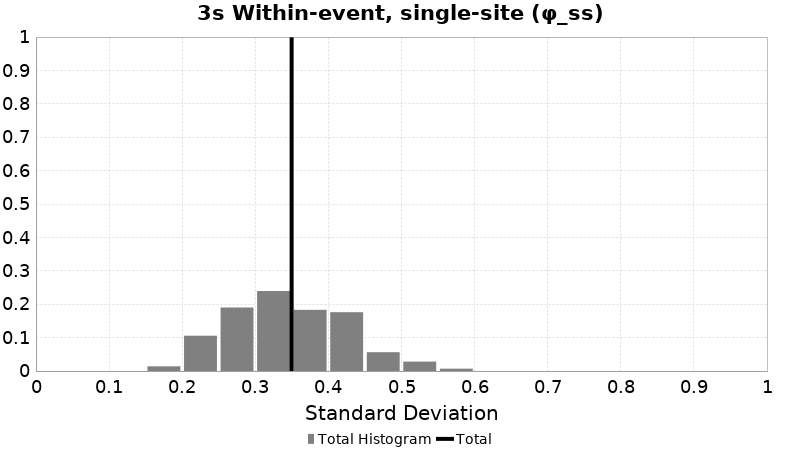 3s Within-event, single-site (φ_ss)
1
0.9
0.8
0.7
0.6
0.5
0.4
0.3
0.2
0.1
0
0 0.1 0.2 0.3 0.4 0.5 0.6 0.7 0.8 0.9 1
Standard Deviation
Total Histogram Total